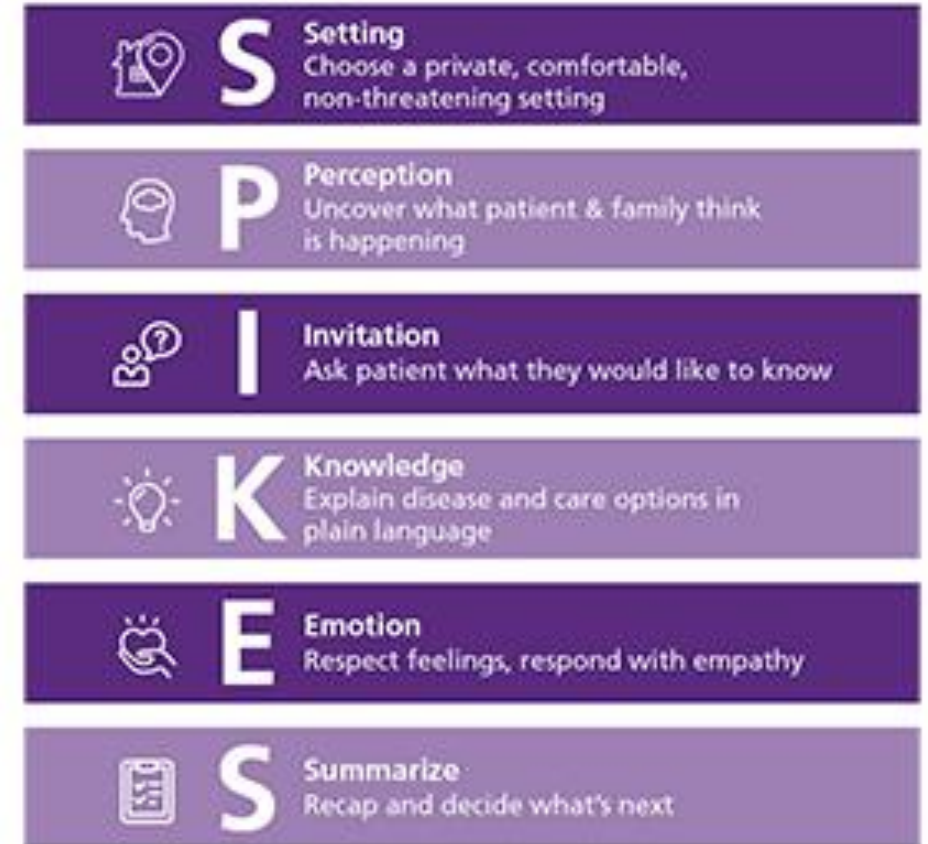 S
Setting
Choose a private, comfortable,
non-threatening setting
P
Perception
Uncover what patient & family think
is happening
?
I
Invitation
Ask patient what they would like to know
K
Knowledge
Explain disease and care options in
plain language
E
Emotion
Respect feelings, respond with empathy
S
Summarize
Recap and decide what's next